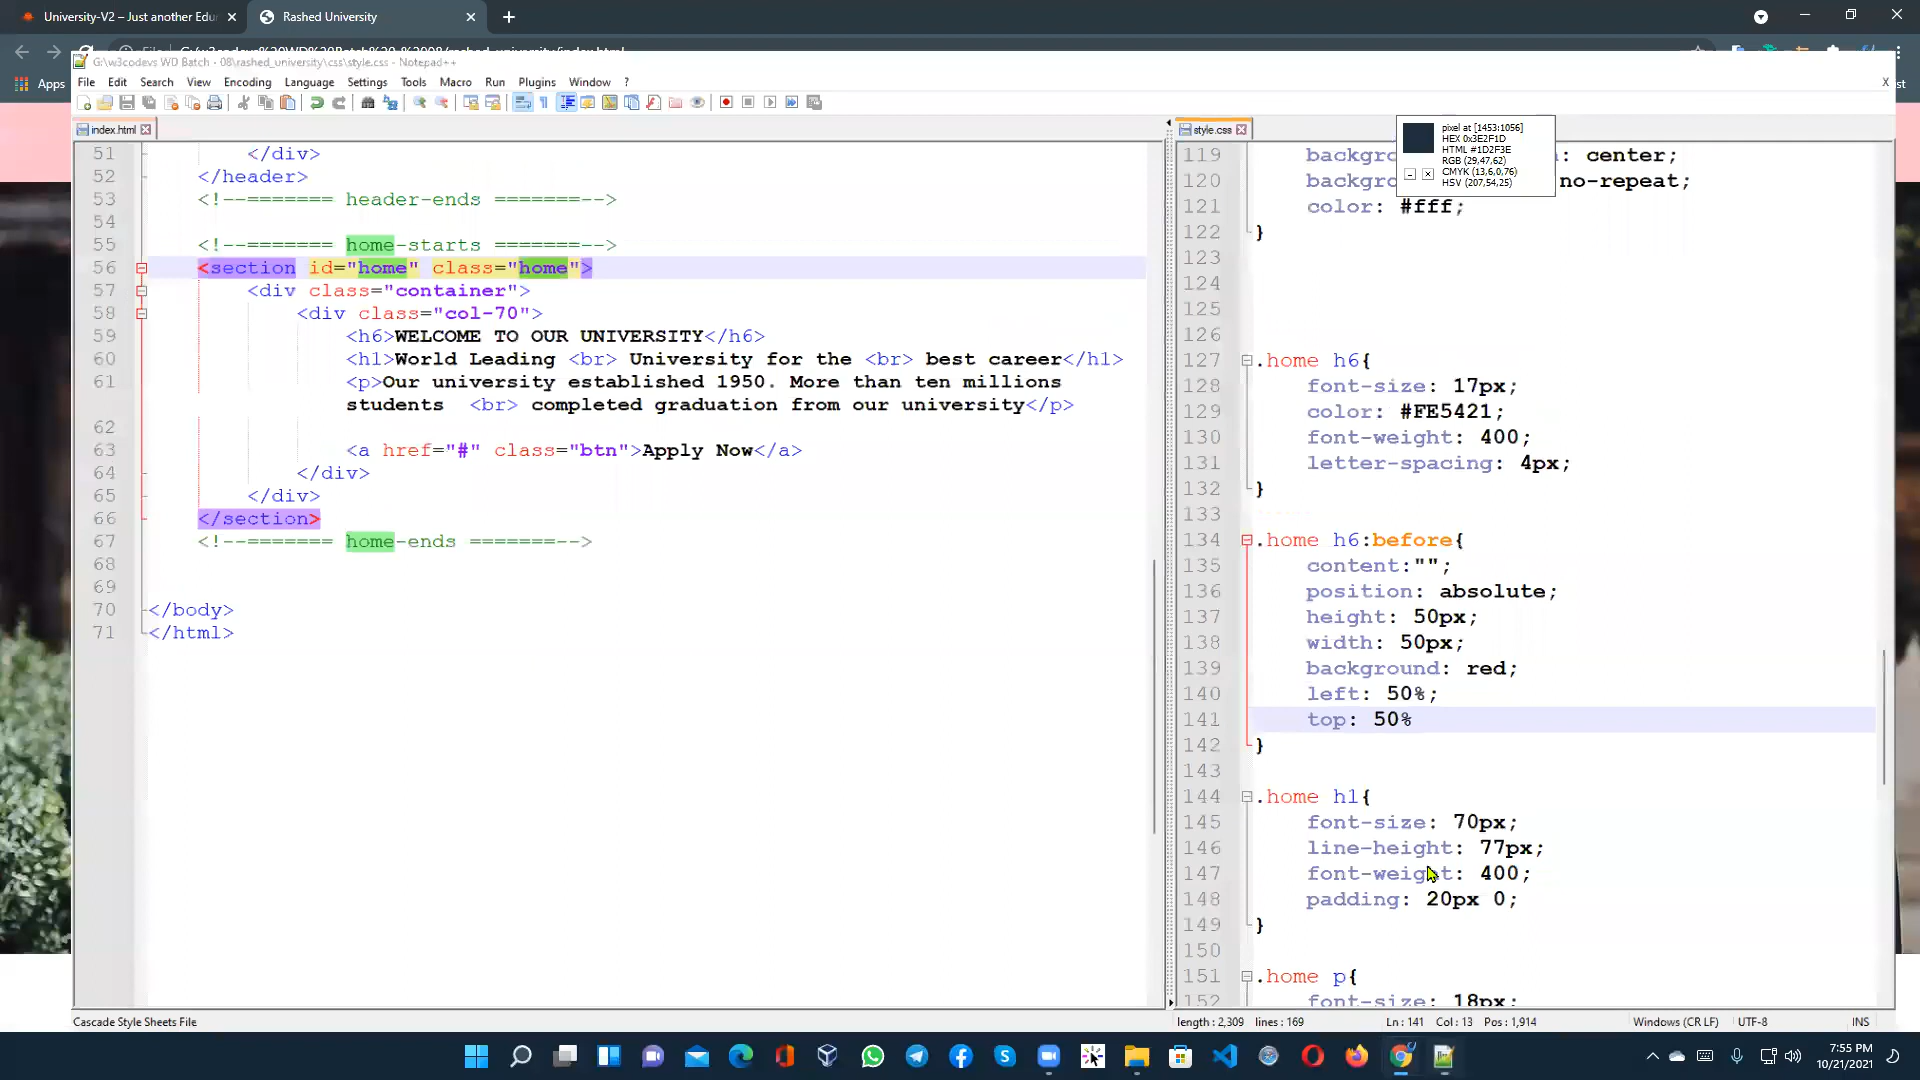 University-V2 – Just another Edu
Rashed University
File
G:/w3codevs%20WD%20Batch%20-%2008/rashed_university/index.html
Apps
G:\w3codevs WD Batch - 08\rashed_university\css\style.css - Notepad++
File Edit Search View Encoding Language Settings Tools Macro Run Plugins Window ? X
index.html
style.css
pixel at [1453:1056]
HEX 0x3E2F1D
HTML #1D2F3E
RGB (29,47,62)
CMYK (13,6,0,76)
HSV (207,54,25)
51 </div>
52 </header>
53 <!--======= header-ends =======-->
54
55 <!--======= home-starts =======-->
56 <section id="home" class="home">
57 <div class="container">
58 <div class="col-70">
59 <h6>WELCOME TO OUR UNIVERSITY</h6>
60 <h1>World Leading <br> University for the <br> best career</h1>
61 <p>Our university established 1950. More than ten millions
students <br> completed graduation from our university</p>
62
63 <a href="#" class="btn">Apply Now</a>
64 </div>
65 </div>
66 </section>
67 <!--======= home-ends =======-->
68
69
70 </body>
71 </html>
119 backgro : center;
120 backgro no-repeat;
121 color: #fff;
122 }
123
124
125
126
127 .home h6{
128 font-size: 17px;
129 color: #FE5421;
130 font-weight: 400;
131 letter-spacing: 4px;
132 }
133
134 .home h6:before{
135 content:"";
136 position: absolute;
137 height: 50px;
138 width: 50px;
139 background: red;
140 left: 50%;
141 top: 50%
142 }
143
144 .home h1{
145 font-size: 70px;
146 line-height: 77px;
147 font-weight: 400;
148 padding: 20px 0;
149 }
150
151 .home p{
152 font-size: 18px;
Cascade Style Sheets File
length : 2,309 lines : 169
Ln : 141 Col : 13 Pos : 1,914
Windows (CR LF)
UTF-8
INS
7:55 PM
10/21/2021